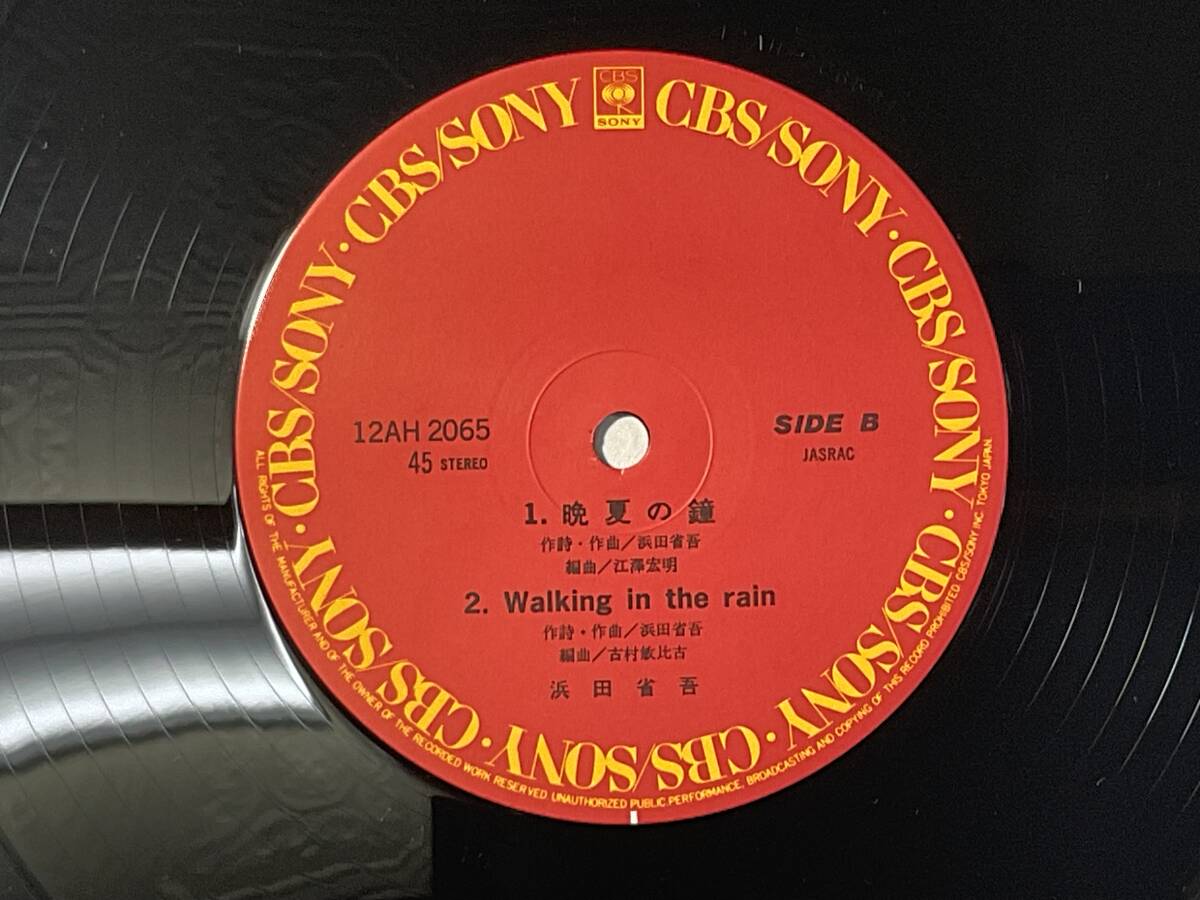 CBS
SONY
CBS/SONY・CBS/SONY・CBS/SONY・CBS/SONY・CBS/SONY・CBS/SONY・CBS/SONY・CBS/SONY
12AH 2065
45 STEREO
SIDE B
JASRAC
1. 晩夏の鐘
作詩・作曲/浜田省吾
編曲/江澤宏明
2. Walking in the rain
作詩・作曲/浜田省吾
編曲/古村敏比古
浜田省吾
ALL RIGHTS OF THE MANUFACTURER AND OF THE OWNER OF THE RECORDED WORK RESERVED. UNAUTHORIZED PUBLIC PERFORMANCE, BROADCASTING AND COPYING OF THIS RECORD PROHIBITED CBS/SONY INC. TOKYO JAPAN.